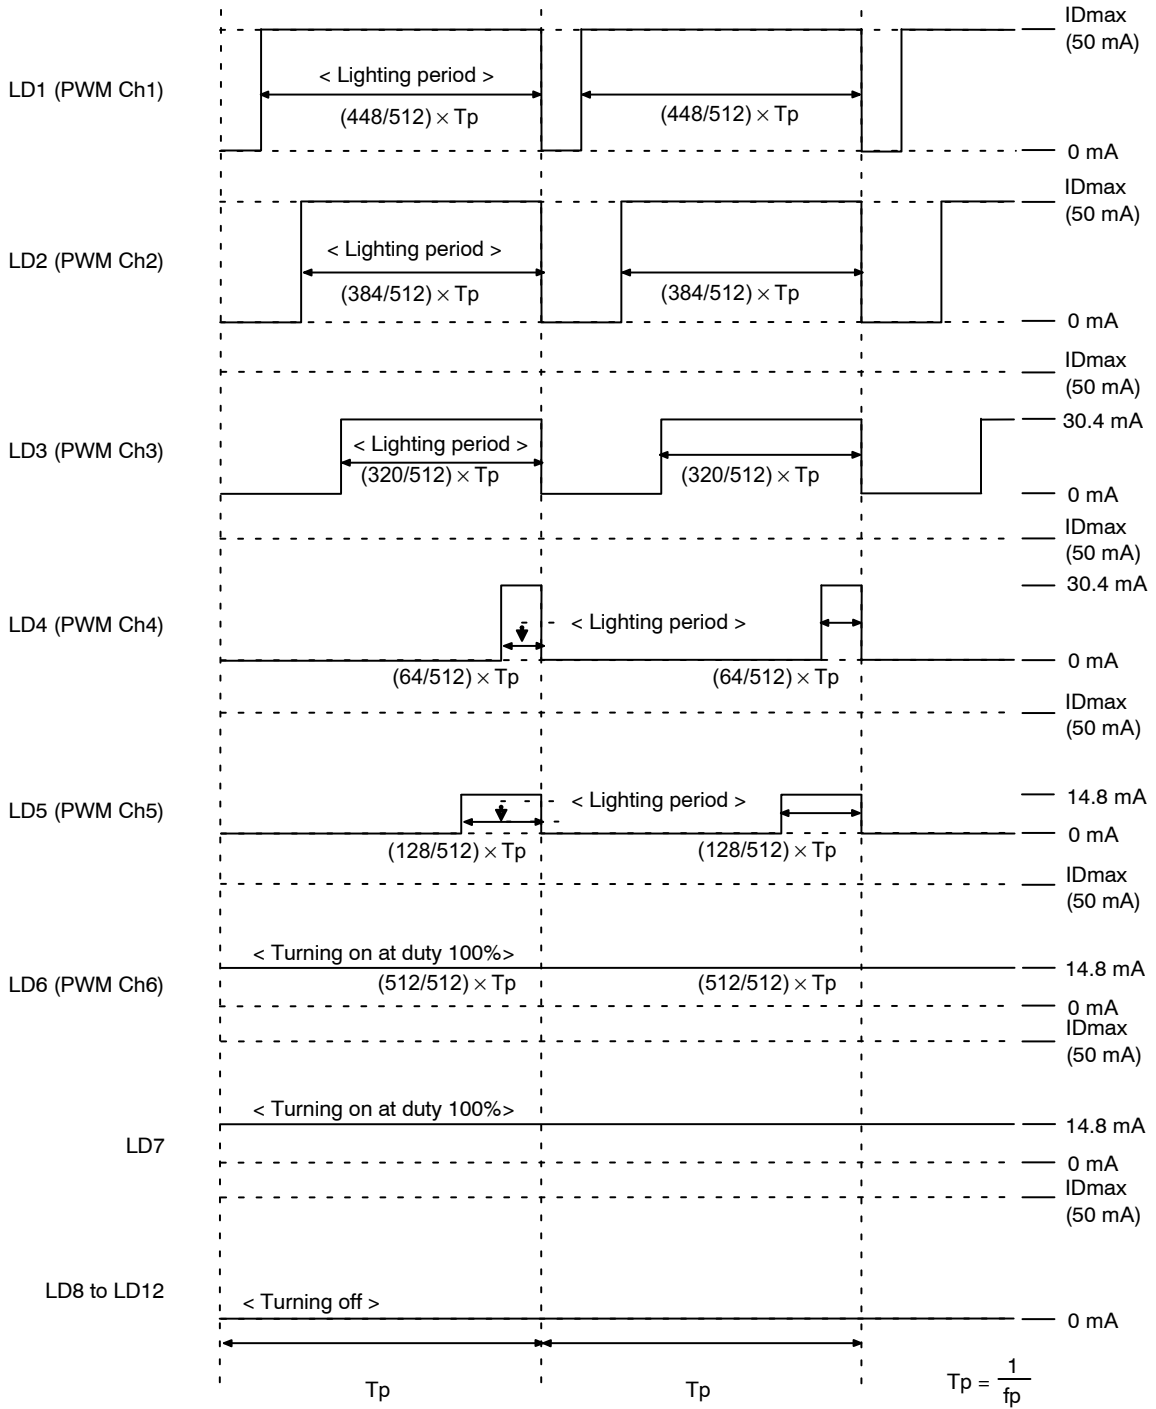 IDmax
(50 mA)
LD1 (PWM Ch1)
< Lighting period >
(448/512) × Tp
(448/512) × Tp
0 mA
IDmax
(50 mA)
LD2 (PWM Ch2)
< Lighting period >
(384/512) × Tp
(384/512) × Tp
0 mA
IDmax
(50 mA)
30.4 mA
LD3 (PWM Ch3)
< Lighting period >
(320/512) × Tp
(320/512) × Tp
0 mA
IDmax
(50 mA)
30.4 mA
LD4 (PWM Ch4)
< Lighting period >
0 mA
(64/512) × Tp
(64/512) × Tp
IDmax
(50 mA)
LD5 (PWM Ch5)
< Lighting period >
14.8 mA
0 mA
(128/512) × Tp
(128/512) × Tp
IDmax
(50 mA)
< Turning on at duty 100%>
14.8 mA
LD6 (PWM Ch6)
(512/512) × Tp
(512/512) × Tp
0 mA
IDmax
(50 mA)
< Turning on at duty 100%>
14.8 mA
LD7
0 mA
IDmax
(50 mA)
LD8 to LD12
< Turning off >
0 mA
Tp
Tp
Tp = 1
fp